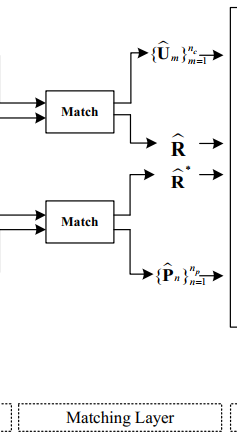 {Û_m}_{m=1}^{n_c}
Match
R̂
R̂*
Match
{P̂_n}_{n=1}^{n_p}
Matching Layer